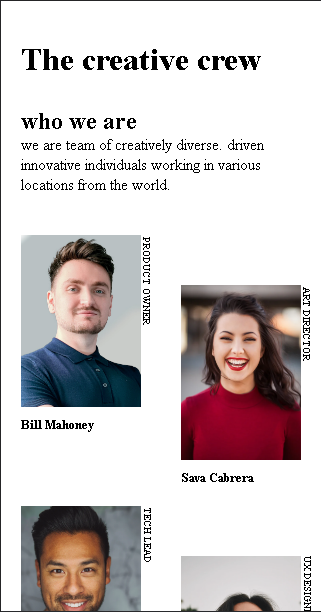 The creative crew
who we are
we are team of creatively diverse. driven
innovative individuals working in various
locations from the world.
PRODUCT OWNER
Bill Mahoney
ART DIRECTOR
Sava Cabrera
TECH LEAD
UX DESIGN